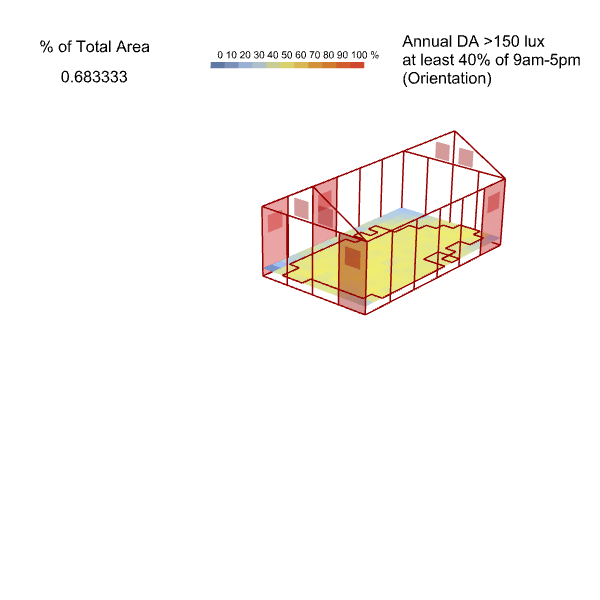 % of Total Area
0.683333
0 10 20 30 40 50 60 70 80 90 100 %
Annual DA >150 lux
at least 40% of 9am-5pm
(Orientation)